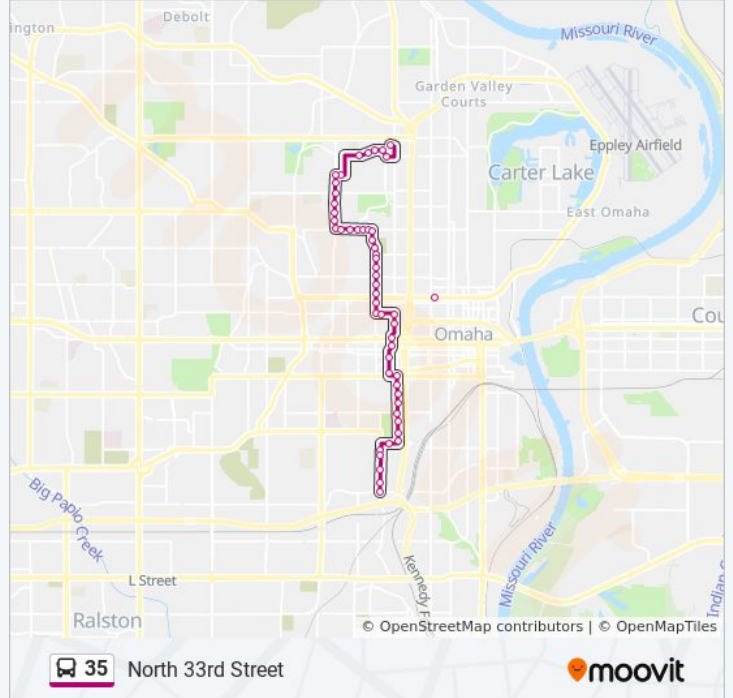 ington
Debolt
Missouri River
Garden Valley
Courts
Eppley Airfield
Carter Lake
East Omaha
Cou
Omaha
Big Papio Creek
Missouri River
Kennedy F
Indian C
L Street
Ralston
© OpenStreetMap contributors | © OpenMapTiles
35 North 33rd Street
moovit